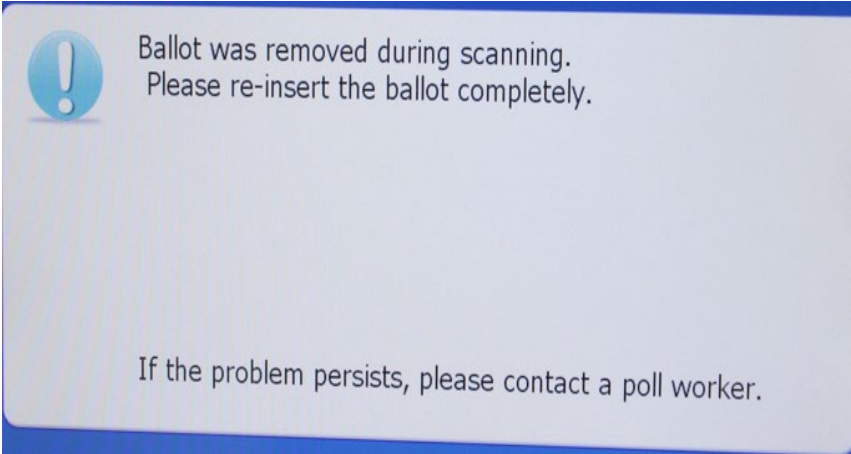 Ballot was removed during scanning.
Please re-insert the ballot completely.
If the problem persists, please contact a poll worker.